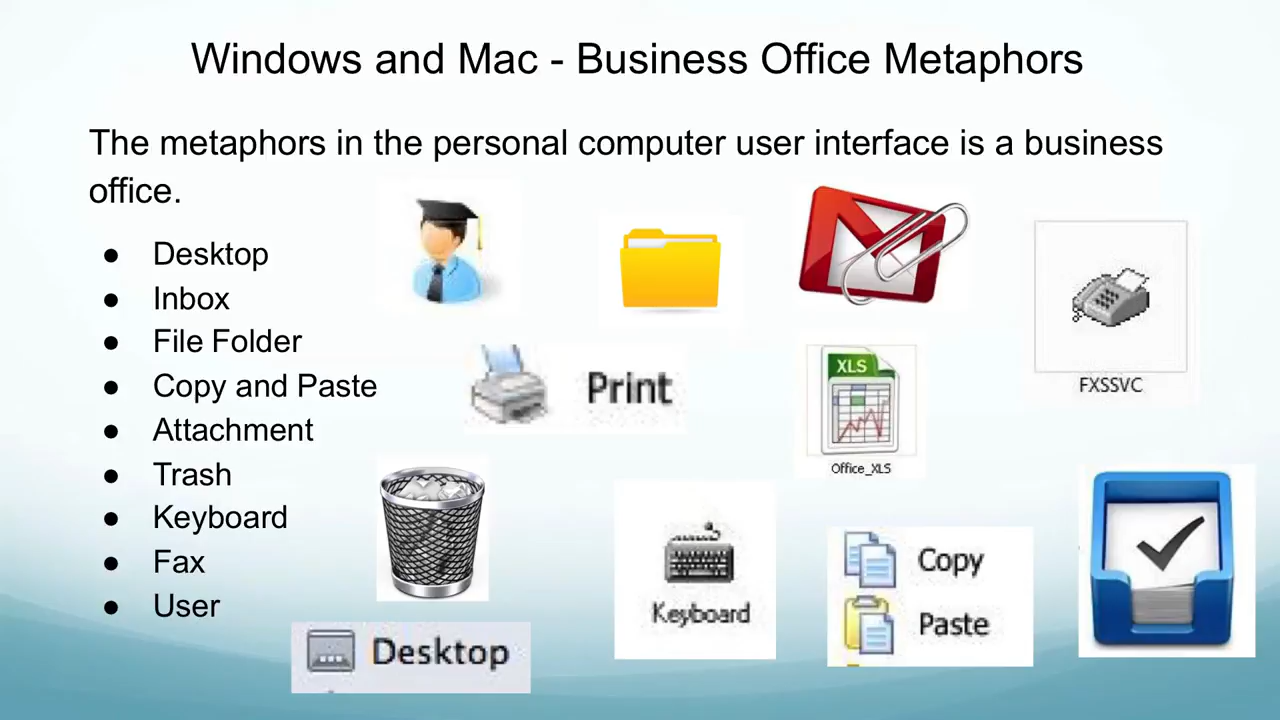 Windows and Mac - Business Office Metaphors
The metaphors in the personal computer user interface is a business
office.
● Desktop
● Inbox
● File Folder
● Copy and Paste
● Attachment
● Trash
● Keyboard
● Fax
● User
Print
XLS
Office_XLS
FXSSVC
Keyboard
Copy
Paste
Desktop